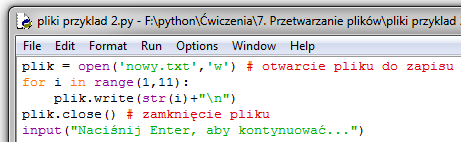 pliki przyklad 2.py - F:\python\Ćwiczenia\7. Przetwarzanie plików\pliki przyklad
File Edit Format Run Options Window Help
plik = open('nowy.txt','w') # otwarcie pliku do zapisu
for i in range(1,11):
    plik.write(str(i)+"\n")
plik.close() # zamknięcie pliku
input("Naciśnij Enter, aby kontynuować...")